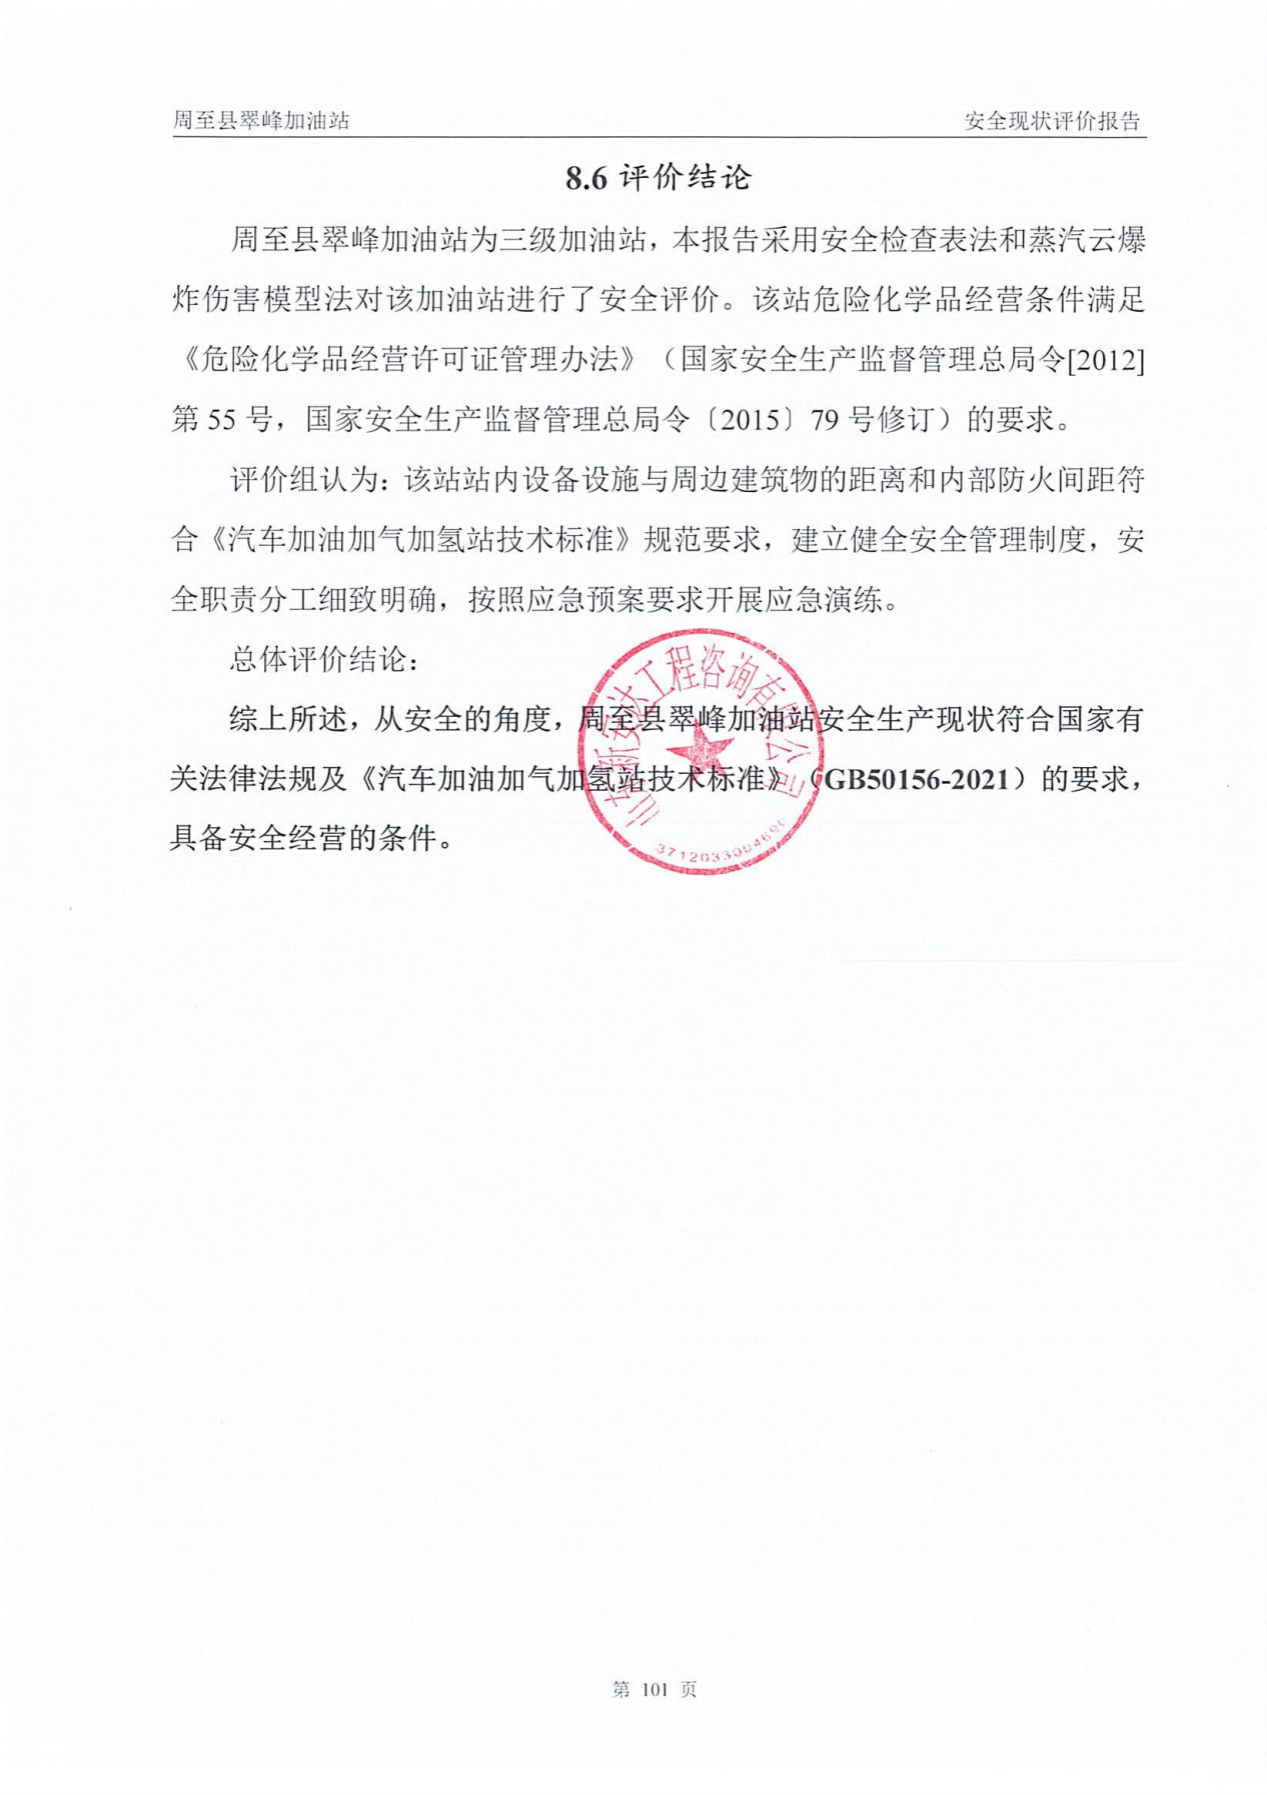 周至县翠峰加油站 安全现状评价报告
8.6 评价结论
周至县翠峰加油站为三级加油站，本报告采用安全检查表法和蒸汽云爆
炸伤害模型法对该加油站进行了安全评价。该站危险化学品经营条件满足
《危险化学品经营许可证管理办法》（国家安全生产监督管理总局令[2012]
第 55 号，国家安全生产监督管理总局令〔2015〕79 号修订）的要求。
评价组认为：该站站内设备设施与周边建筑物的距离和内部防火间距符
合《汽车加油加气加氢站技术标准》规范要求，建立健全安全管理制度，安
全职责分工细致明确，按照应急预案要求开展应急演练。
总体评价结论：
综上所述，从安全的角度，周至县翠峰加油站安全生产现状符合国家有
关法律法规及《汽车加油加气加氢站技术标准》（GB50156-2021）的要求，
具备安全经营的条件。
山东新安达工程咨询有限公司
第 101 页